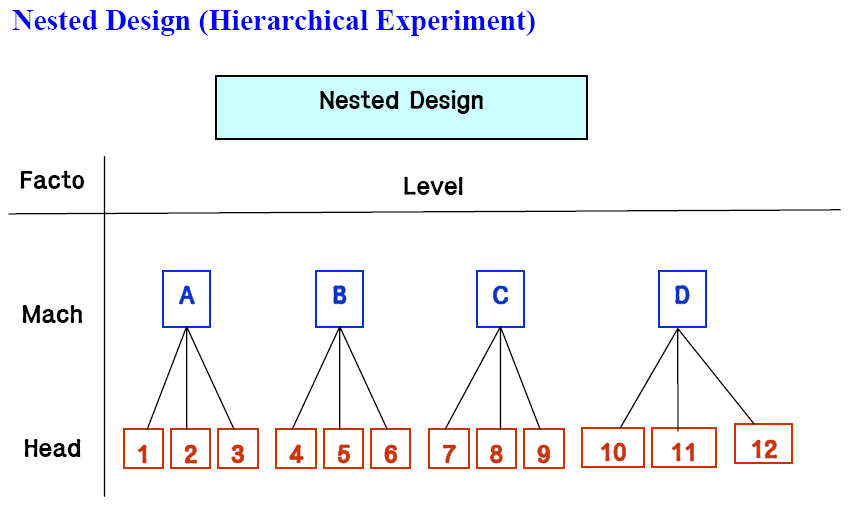 Nested Design (Hierarchical Experiment)
Nested Design
Facto
Level
Mach
A B C D
Head
1 2 3 4 5 6 7 8 9 10 11 12